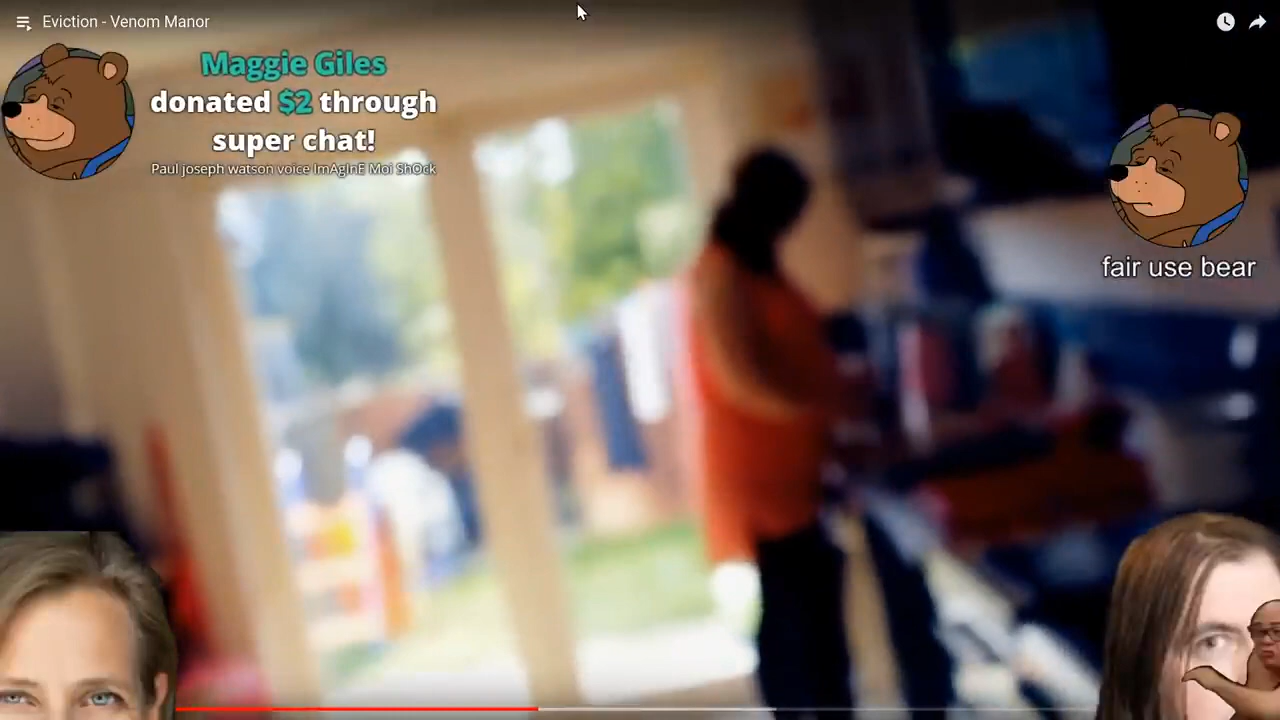 Eviction - Venom Manor
Maggie Giles
donated $2 through
super chat!
Paul joseph watson voice ImAgInE Moi ShOck
fair use bear